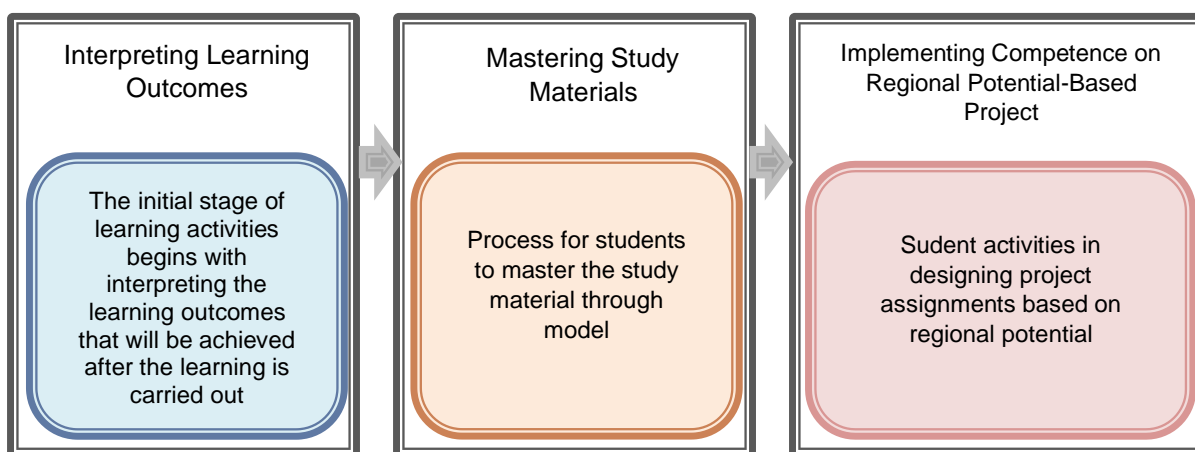 Interpreting Learning
Outcomes
The initial stage of
learning activities
begins with
interpreting the
learning outcomes
that will be achieved
after the learning is
carried out
Mastering Study
Materials
Process for students
to master the study
material through
model
Implementing Competence on
Regional Potential-Based
Project
Sudent activities in
designing project
assignments based on
regional potential